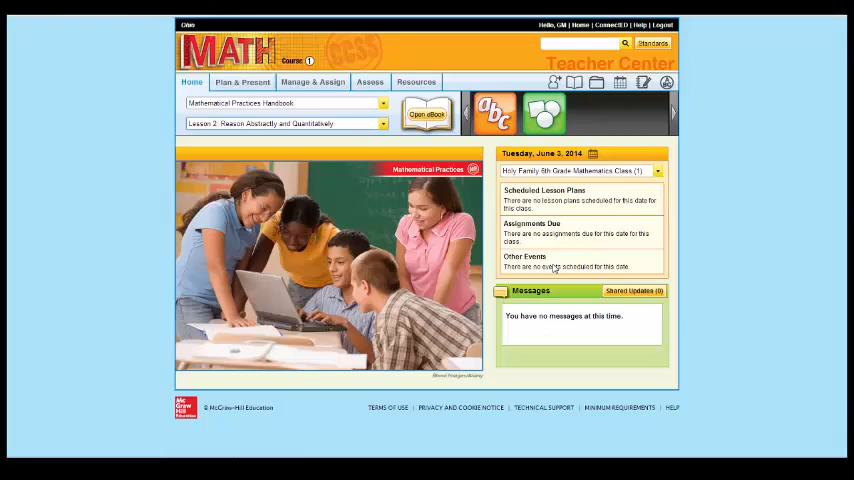 Ohio
Hello, GM | Home | ConnectED | Help | Logout
MATH
Course 1
CCSS
Standards
Teacher Center
Home
Plan & Present
Manage & Assign
Assess
Resources
Mathematical Practices Handbook
Lesson 2: Reason Abstractly and Quantitatively
Open eBook
abc
Tuesday, June 3, 2014
Holy Family 6th Grade Mathematics Class (1)
Mathematical Practices
Scheduled Lesson Plans
There are no lesson plans scheduled for this date for
this class.
Assignments Due
There are no assignments due for this date for this
class.
Other Events
There are no events scheduled for this date.
Messages
Shared Updates (0)
You have no messages at this time.
Mc
Graw
Hill
Education
© McGraw-Hill Education
TERMS OF USE | PRIVACY AND COOKIE NOTICE | TECHNICAL SUPPORT | MINIMUM REQUIREMENTS | HELP